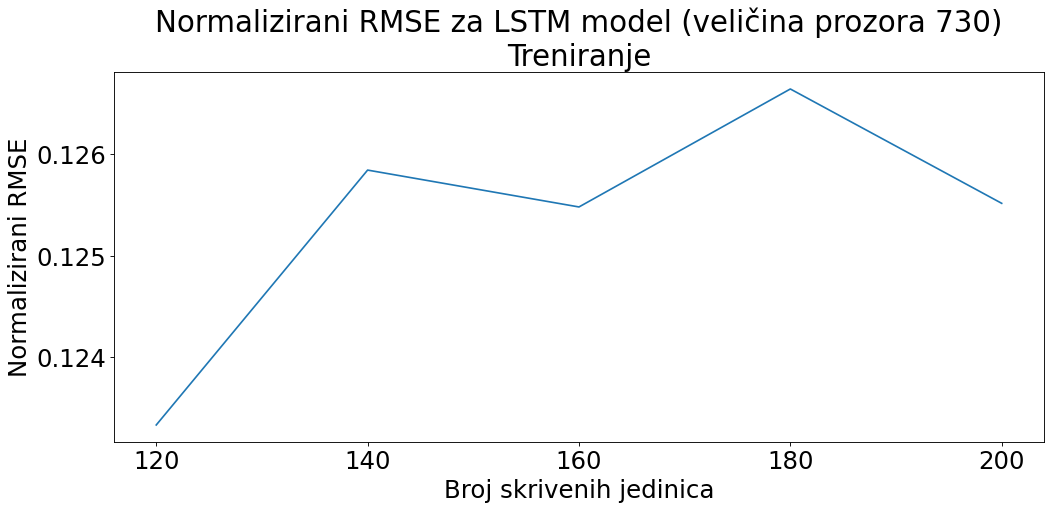 Normalizirani RMSE za LSTM model (veličina prozora 730)
Treniranje
Normalizirani RMSE
0.126
0.125
0.124
120 140 160 180 200
Broj skrivenih jedinica